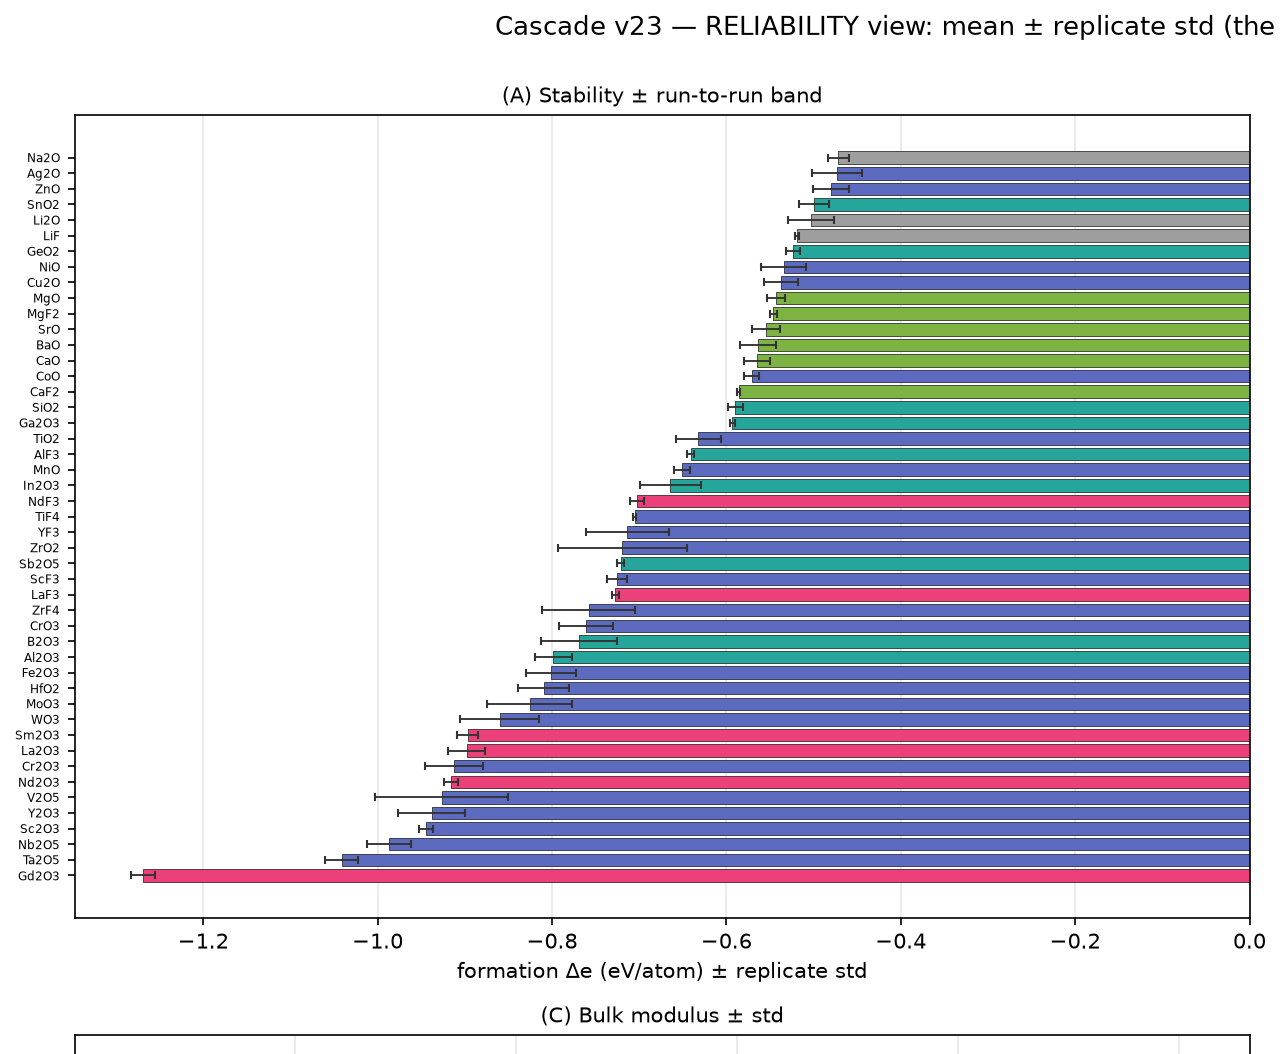 Cascade v23 — RELIABILITY view: mean ± replicate std (the
(A) Stability ± run-to-run band
Na2O
Ag2O
ZnO
SnO2
Li2O
LiF
GeO2
NiO
Cu2O
MgO
MgF2
SrO
BaO
CaO
CoO
CaF2
SiO2
Ga2O3
TiO2
AlF3
MnO
In2O3
NdF3
TiF4
YF3
ZrO2
Sb2O5
ScF3
LaF3
ZrF4
CrO3
B2O3
Al2O3
Fe2O3
HfO2
MoO3
WO3
Sm2O3
La2O3
Cr2O3
Nd2O3
V2O5
Y2O3
Sc2O3
Nb2O5
Ta2O5
Gd2O3
−1.2 −1.0 −0.8 −0.6 −0.4 −0.2 0.0
formation Δe (eV/atom) ± replicate std
(C) Bulk modulus ± std